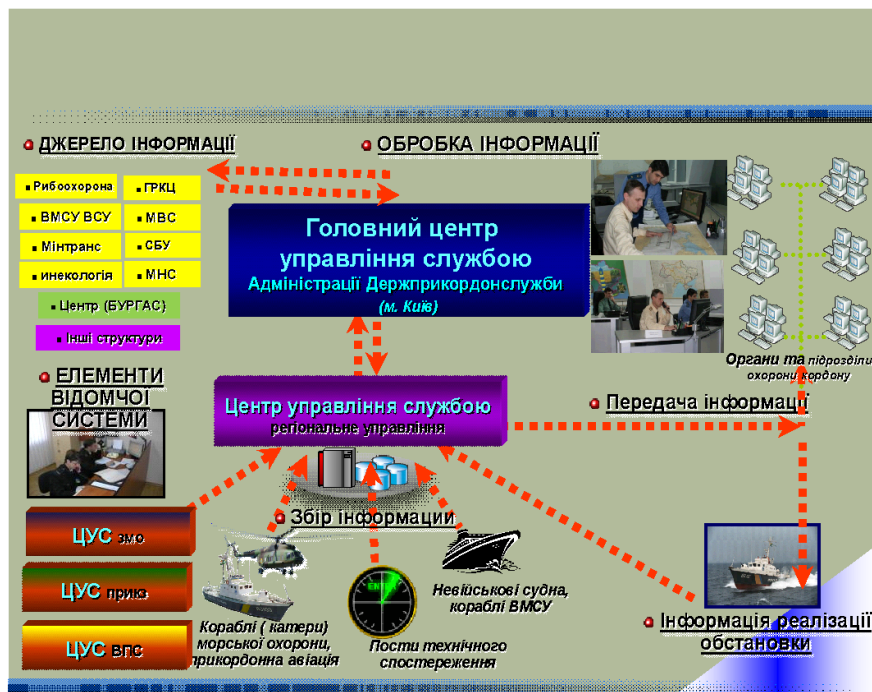 ДЖЕРЕЛО ІНФОРМАЦІЇ
ОБРОБКА ІНФОРМАЦІЇ
Рибоохорона
ГРКЦ
ВМСУ ВСУ
МВС
Мінтранс
СБУ
инекологія
МНС
Центр (БУРГАС)
Інші структури
Головний центр
управління службою
Адміністрації Держприкордонслужби
(м. Київ)
Органи та підрозділи
охорони кордону
ЕЛЕМЕНТИ
ВІДОМЧОЇ
СИСТЕМИ
Центр управління службою
регіональне управління
Передача інформації
Збір інформации
ЦУС змо
ЦУС прикз
ЦУС ВПС
ENTER
Кораблі ( катери)
морської охорони,
прикордонна авіація
Пости технічного
спостереження
Невійськові судна,
кораблі ВМСУ
Інформація реалізації
обстановки